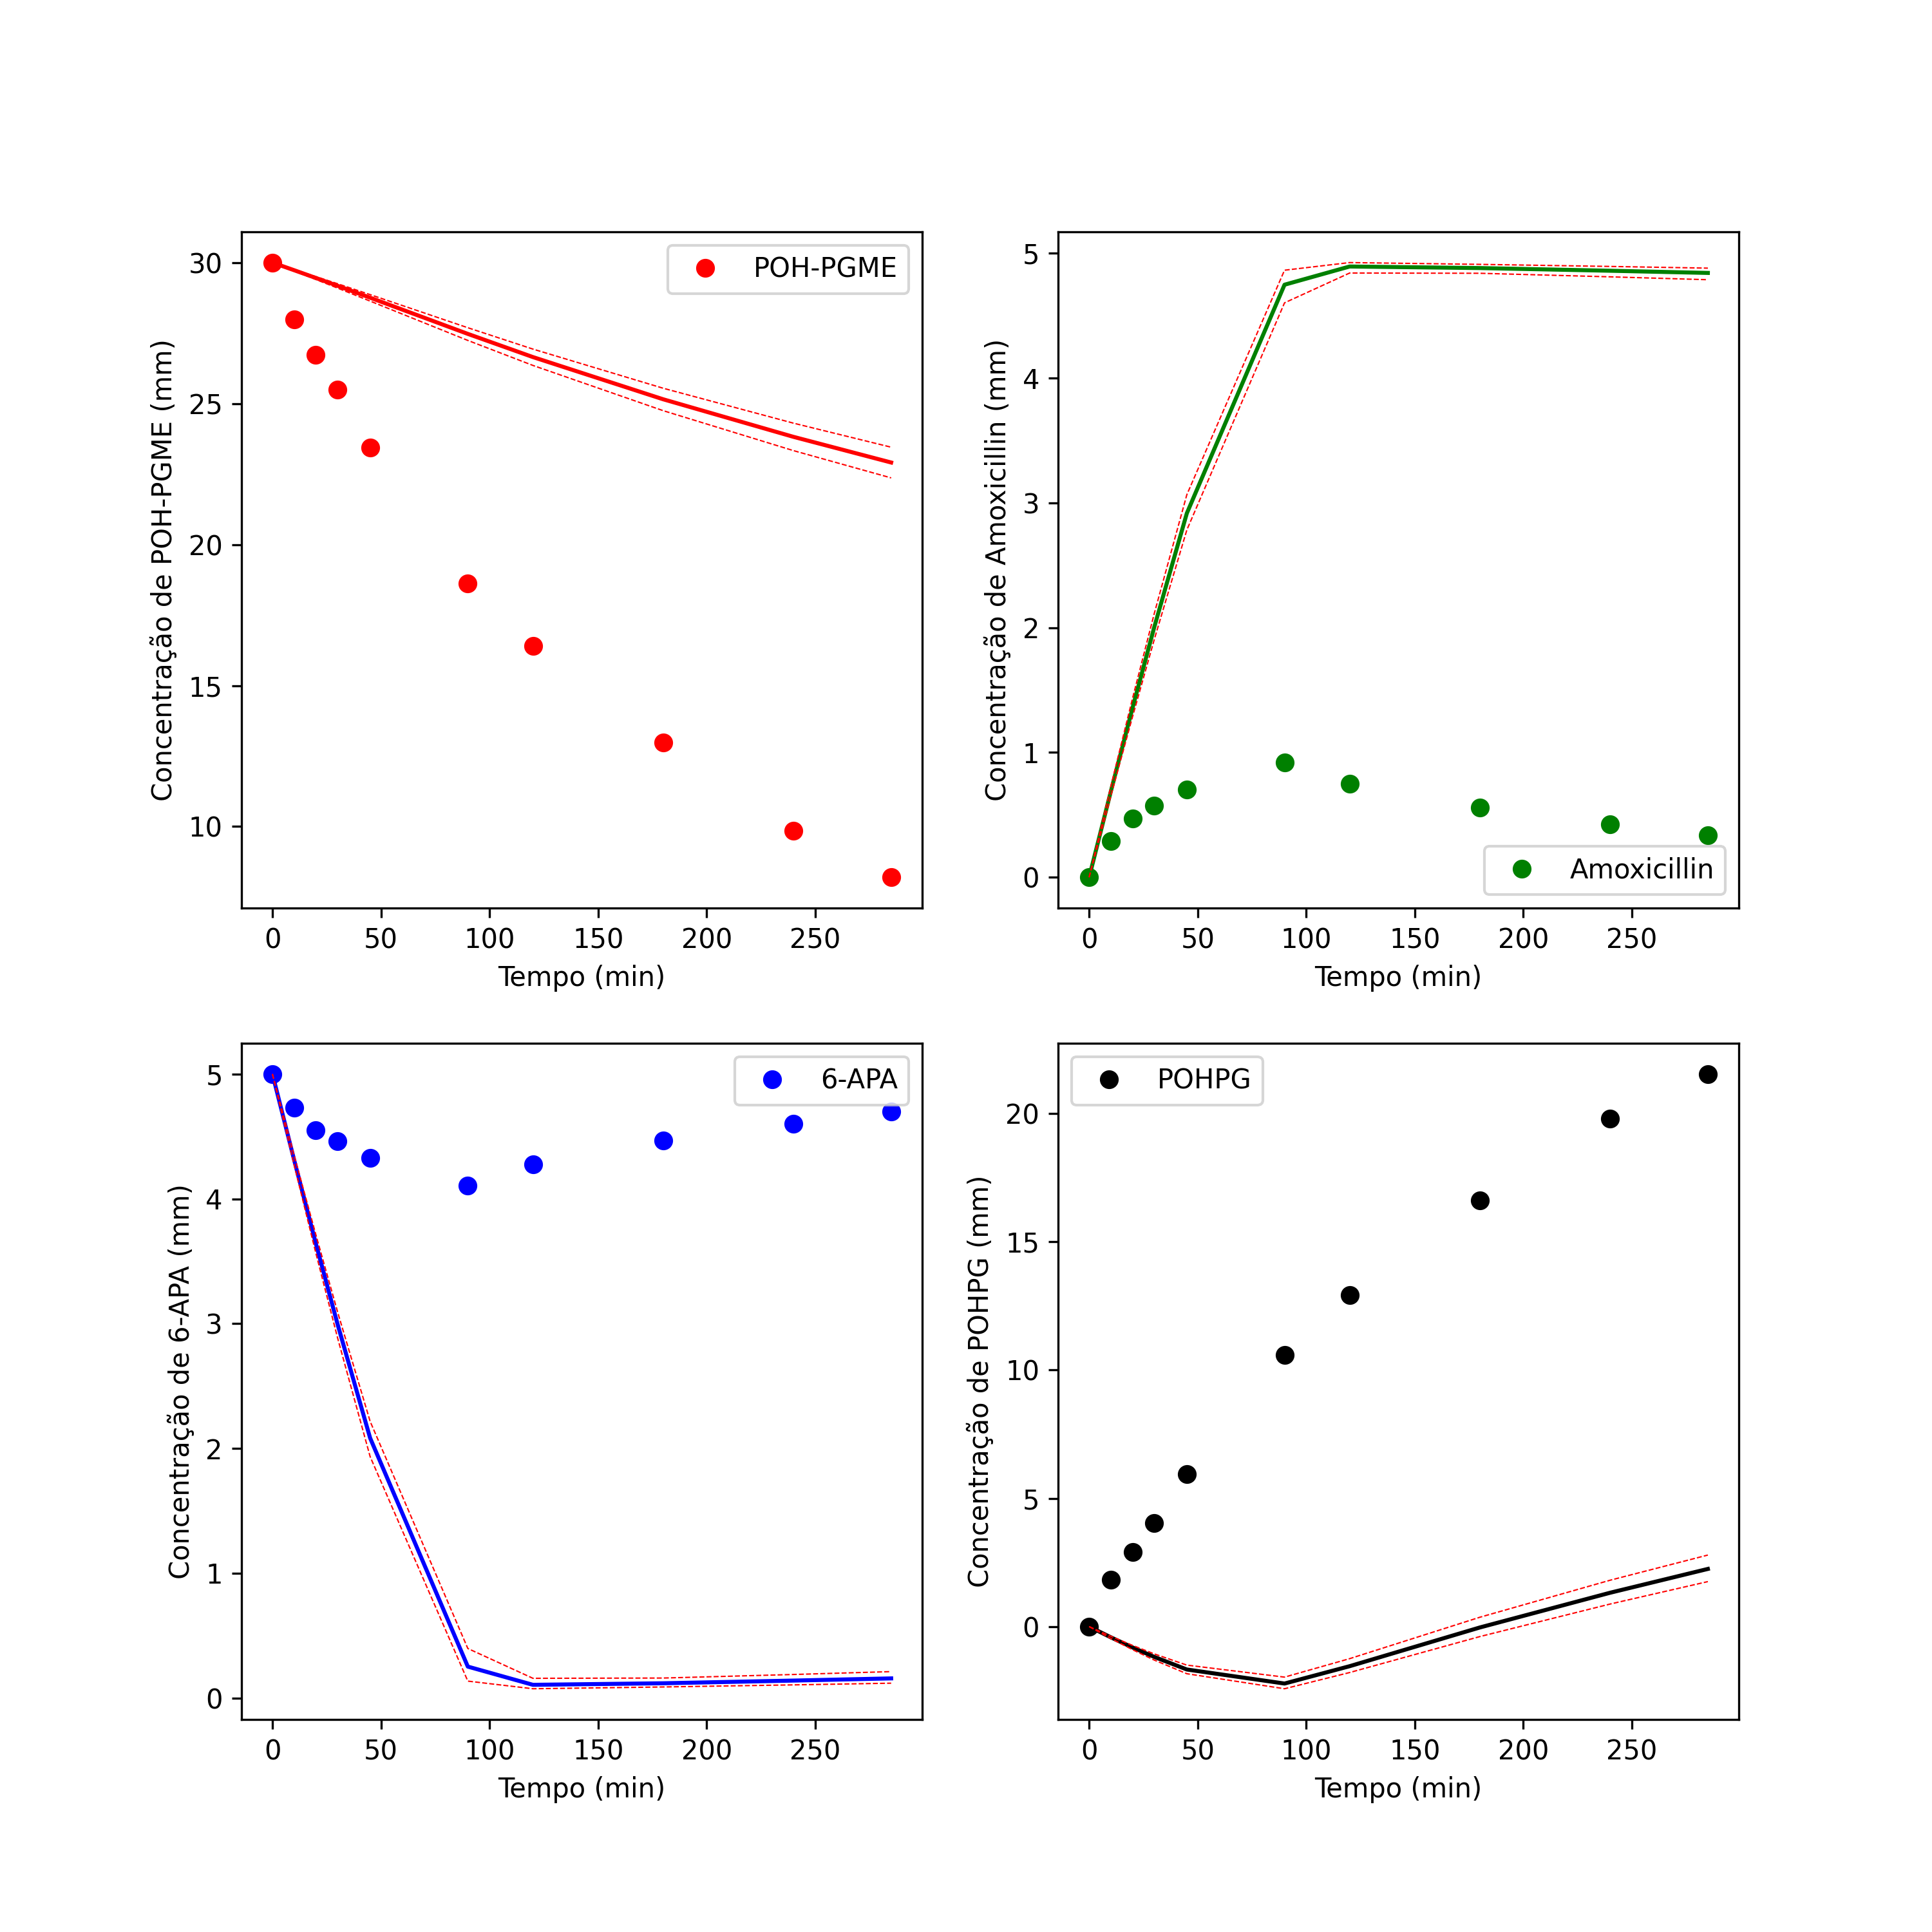 POH-PGME
30
25
20
15
10
Concentração de POH-PGME (mm)
0 50 100 150 200 250
Tempo (min)
Amoxicillin
5
4
3
2
1
0
Concentração de Amoxicillin (mm)
0 50 100 150 200 250
Tempo (min)
6-APA
5
4
3
2
1
0
Concentração de 6-APA (mm)
0 50 100 150 200 250
Tempo (min)
POHPG
20
15
10
5
0
Concentração de POHPG (mm)
0 50 100 150 200 250
Tempo (min)